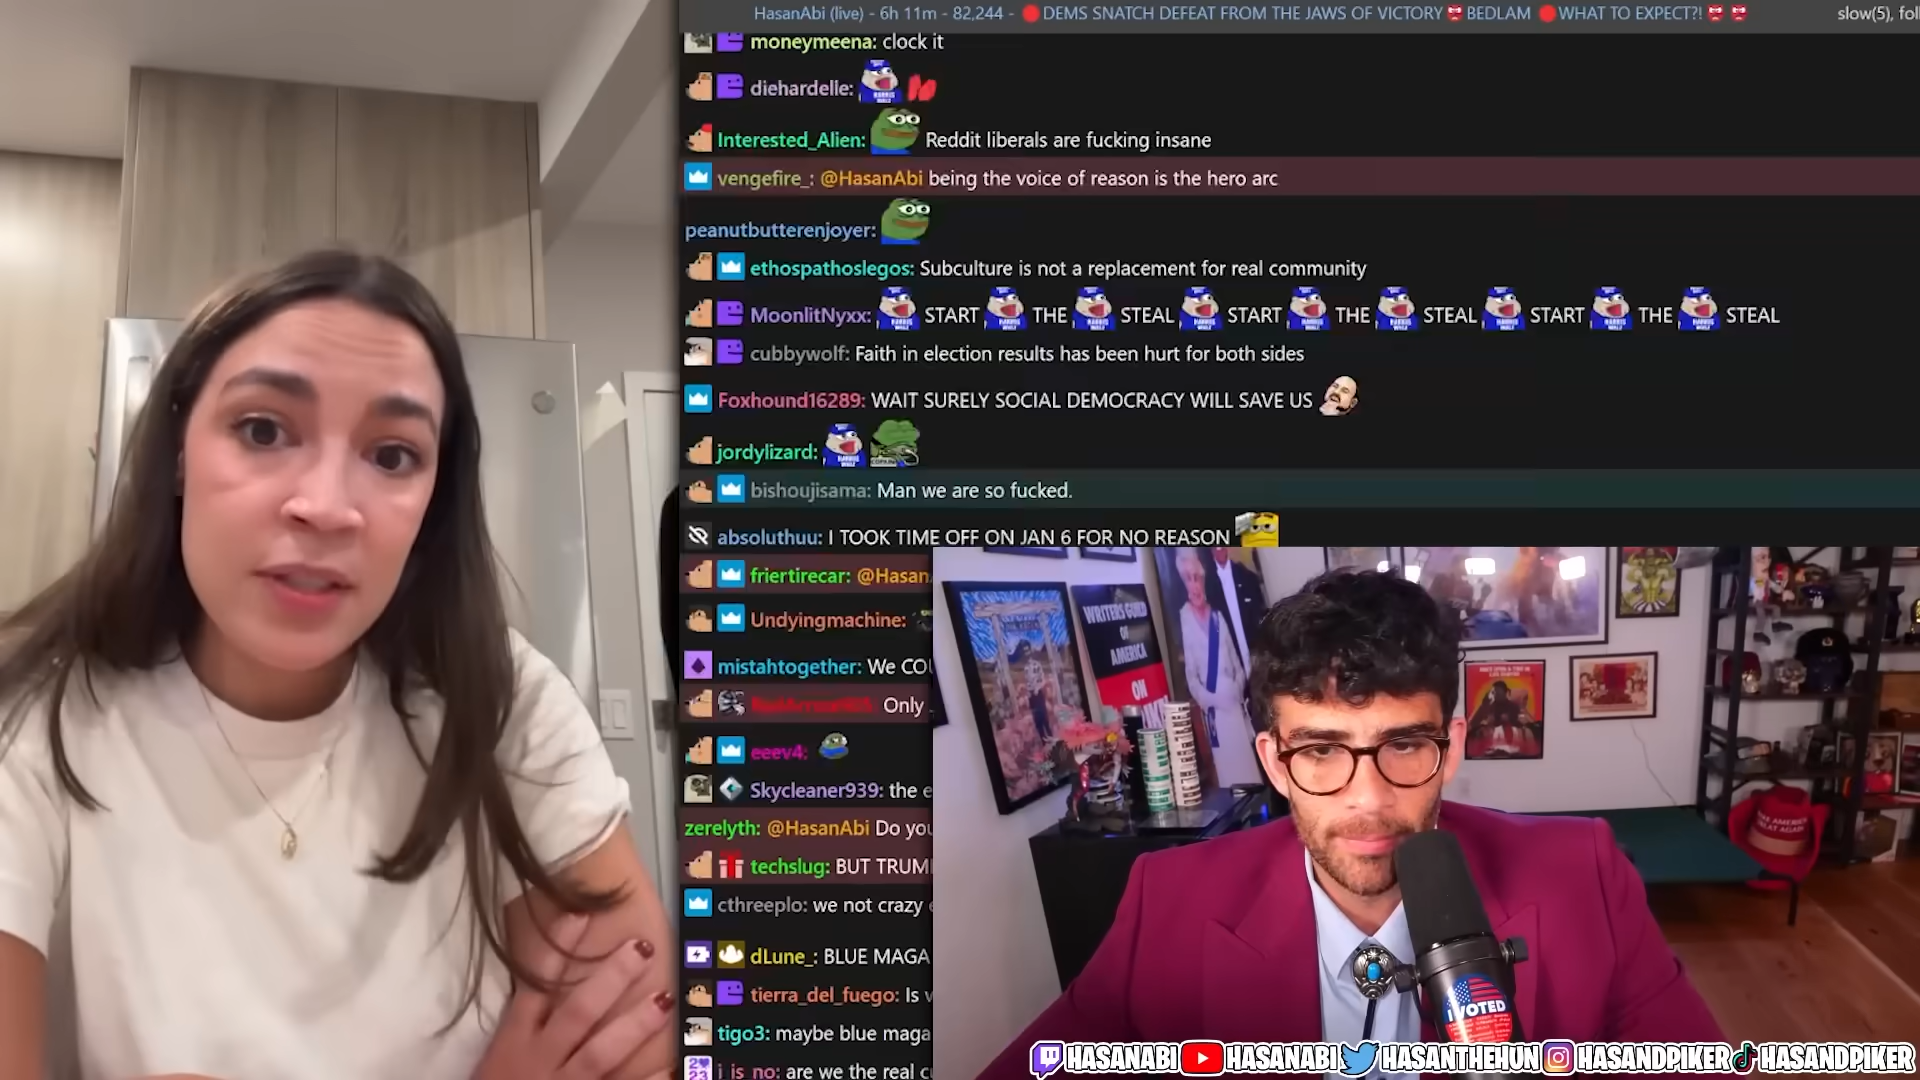 HasanAbi (live) - 6h 11m - 82,244 - DEMS SNATCH DEFEAT FROM THE JAWS OF VICTORY BEDLAM WHAT TO EXPECT?! slow(5), fol
moneymeena: clock it
diehardelle:
Interested_Alien: Reddit liberals are fucking insane
vengefire_: @HasanAbi being the voice of reason is the hero arc
peanutbutterenjoyer:
ethospathoslegos: Subculture is not a replacement for real community
MoonlitNyxx: START THE STEAL START THE STEAL START THE STEAL
cubbywolf: Faith in election results has been hurt for both sides
Foxhound16289: WAIT SURELY SOCIAL DEMOCRACY WILL SAVE US
jordylizard:
bishoujisama: Man we are so fucked.
absoluthuu: I TOOK TIME OFF ON JAN 6 FOR NO REASON
friertirecar: @Hasan
Undyingmachine:
mistahtogether: We COU
Only
eeev4:
Skycleaner939: the e
zerelyth: @HasanAbi Do you
techslug: BUT TRUM
cthreeplo: we not crazy
dLune_: BLUE MAGA
tierra_del_fuego: Is
tigo3: maybe blue maga
i_is_no: are we the real
WRITERS GUILD
OF
AMERICA
ON
I VOTED
HASANABI HASANABI HASANTHEHUN HASANDPIKER HASANDPIKER